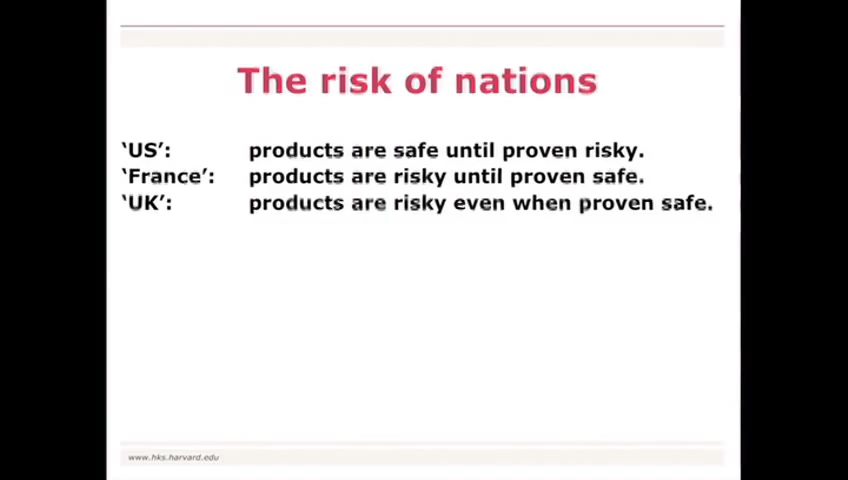 The risk of nations
‘US’: products are safe until proven risky.
‘France’: products are risky until proven safe.
‘UK’: products are risky even when proven safe.
www.hks.harvard.edu